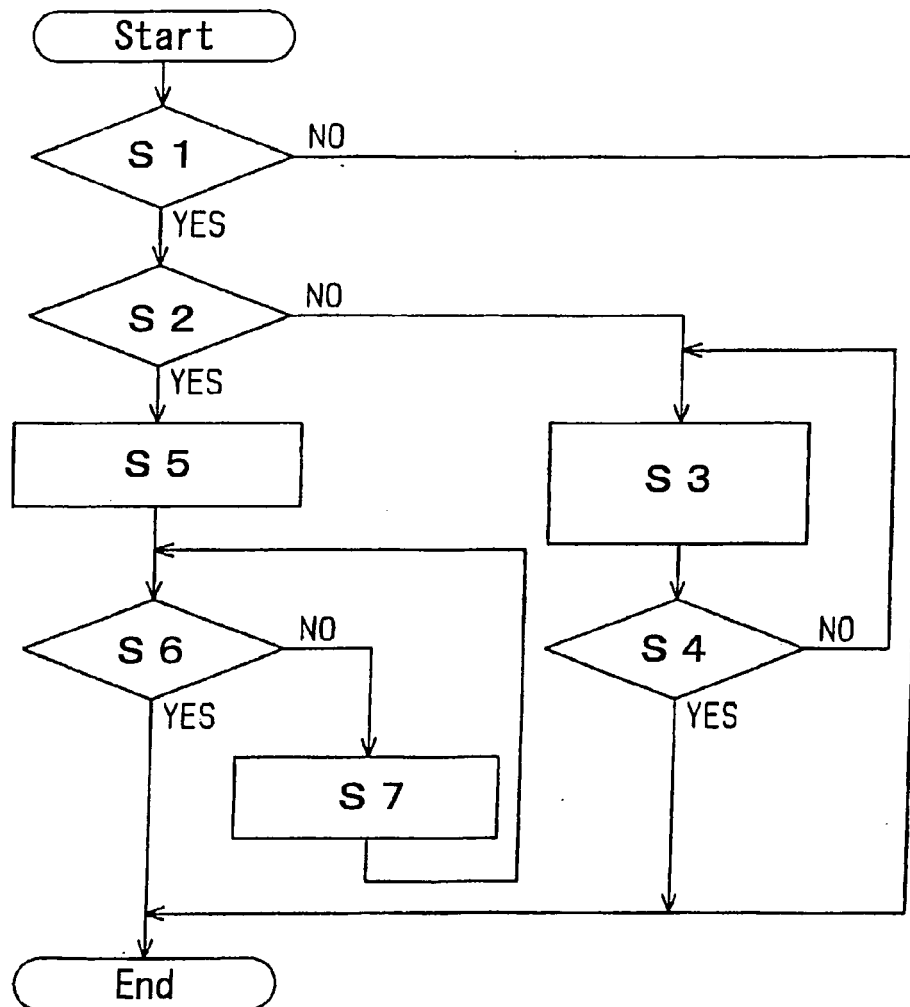 Start
S 1
NO
YES
S 2
NO
YES
S 5
S 3
S 6
NO
S 4
NO
YES
YES
S 7
End